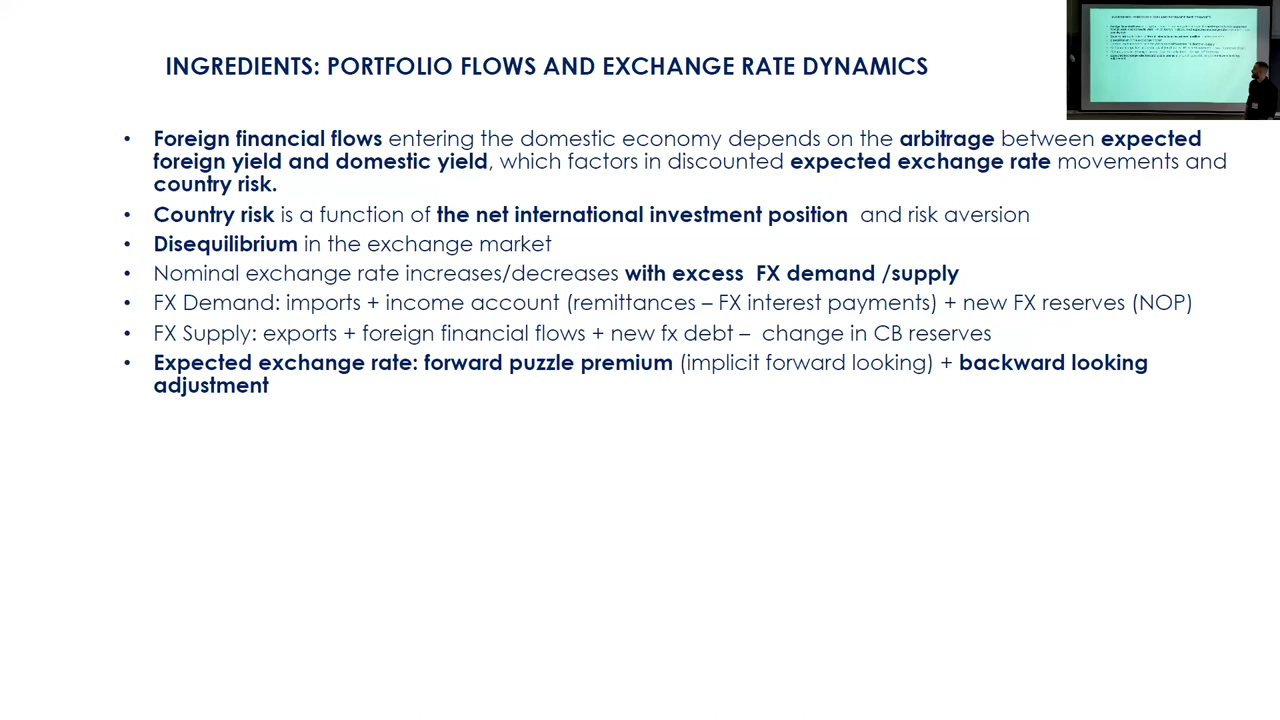 INGREDIENTS: PORTFOLIO FLOWS AND EXCHANGE RATE DYNAMICS
• Foreign financial flows entering the domestic economy depends on the arbitrage between expected
foreign yield and domestic yield, which factors in discounted expected exchange rate movements and
country risk.
• Country risk is a function of the net international investment position and risk aversion
• Disequilibrium in the exchange market
• Nominal exchange rate increases/decreases with excess FX demand /supply
• FX Demand: imports + income account (remittances – FX interest payments) + new FX reserves (NOP)
• FX Supply: exports + foreign financial flows + new fx debt – change in CB reserves
• Expected exchange rate: forward puzzle premium (implicit forward looking) + backward looking
adjustment